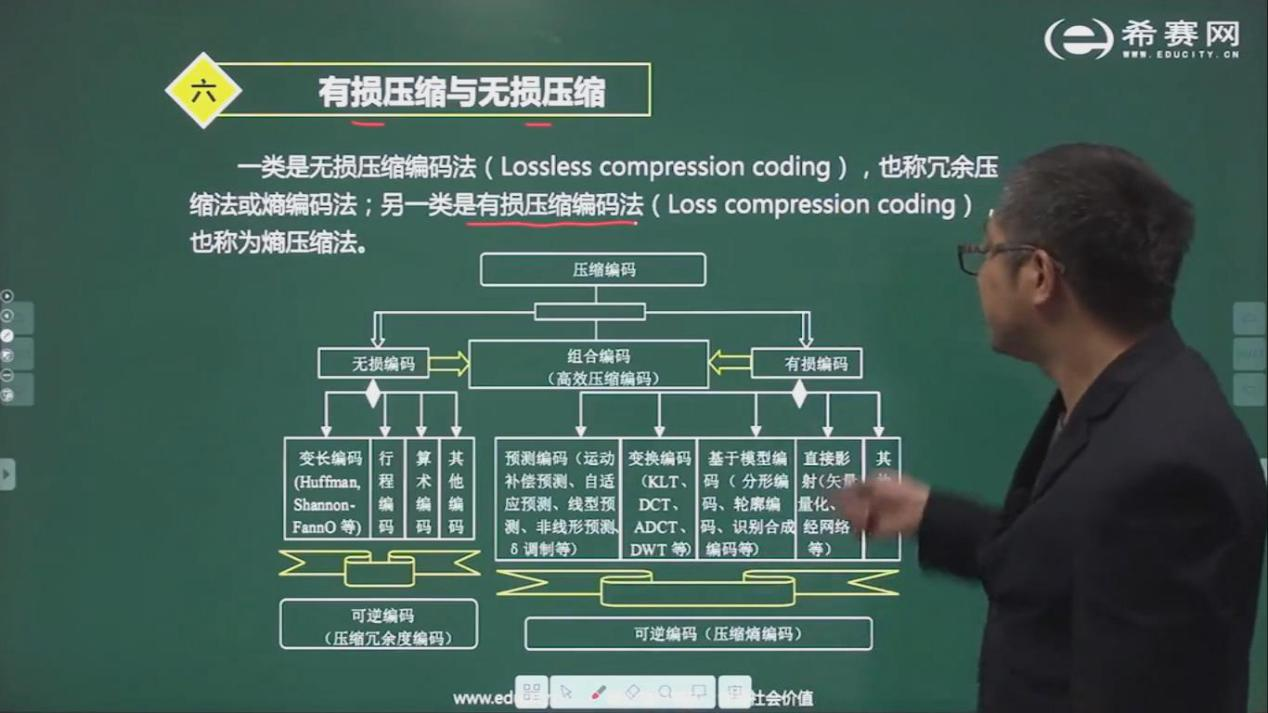 希赛网
WWW.EDUCITY.CN
六
有损压缩与无损压缩
一类是无损压缩编码法（Lossless compression coding），也称冗余压
缩法或熵编码法；另一类是有损压缩编码法（Loss compression coding），
也称为熵压缩法。
压缩编码
无损编码
组合编码
（高效压缩编码）
有损编码
变长编码
(Huffman,
Shannon-
FannO 等)
行
程
编
码
算
术
编
码
其
他
编
码
预测编码（运动
补偿预测、自适
应预测、线型预
测、非线形预测、
δ 调制等）
变换编码
（KLT、
DCT、
ADCT、
DWT 等）
基于模型编
码（ 分形编
码、轮廓编
码、识别合成
编码等）
直接影
射（矢量
量化、
经网络
等）
其
可逆编码
（压缩冗余度编码）
可逆编码（压缩熵编码）
www.edu
社会价值